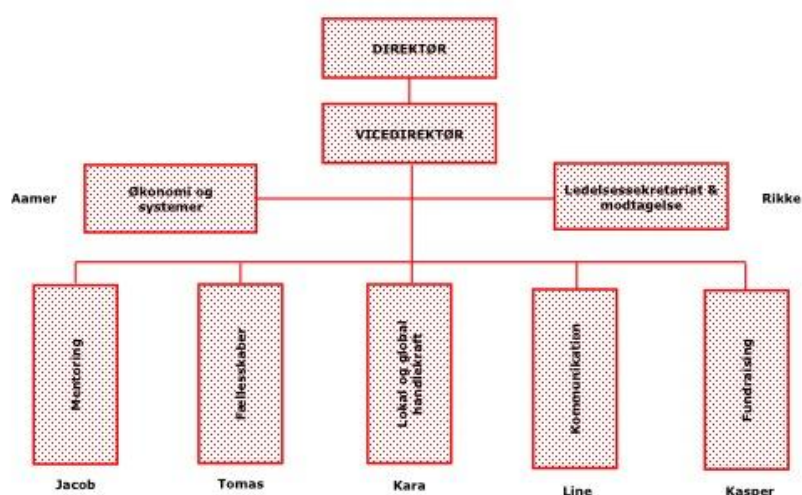 DIREKTØR
VICEDIREKTØR
Aamer
Økonomi og
systemer
Ledelsessekretariat &
modtagelse
Rikke
Mentoring
Fællesskaber
Lokal og global
handlekraft
Kommunikation
Fundraising
Jacob
Tomas
Kara
Line
Kasper